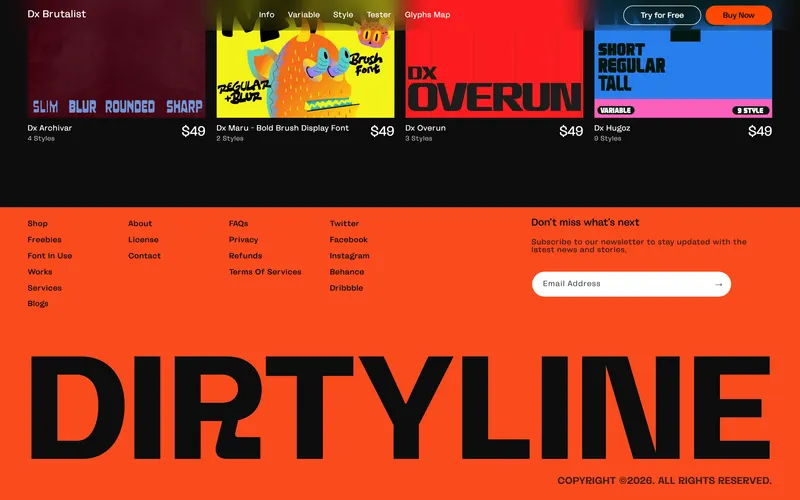 Dx Brutalist
Info Variable Style Tester Glyphs Map
Try for Free
Buy Now
SLIM BLUR ROUNDED SHARP
REGULAR
+BLUR
Brush
Font
DX
OVERUN
SHORT
REGULAR
TALL
VARIABLE
9 STYLE
Dx Archivar
$49
4 Styles
Dx Maru - Bold Brush Display Font
$49
2 Styles
Dx Overun
$49
3 Styles
Dx Hugoz
$49
9 Styles
Shop
Freebies
Font In Use
Works
Services
Blogs
About
License
Contact
FAQs
Privacy
Refunds
Terms Of Services
Twitter
Facebook
Instagram
Behance
Dribbble
Don't miss what's next
Subscribe to our newsletter to stay updated with the
latest news and stories.
Email Address →
DIRTYLINE
COPYRIGHT ©2026. ALL RIGHTS RESERVED.